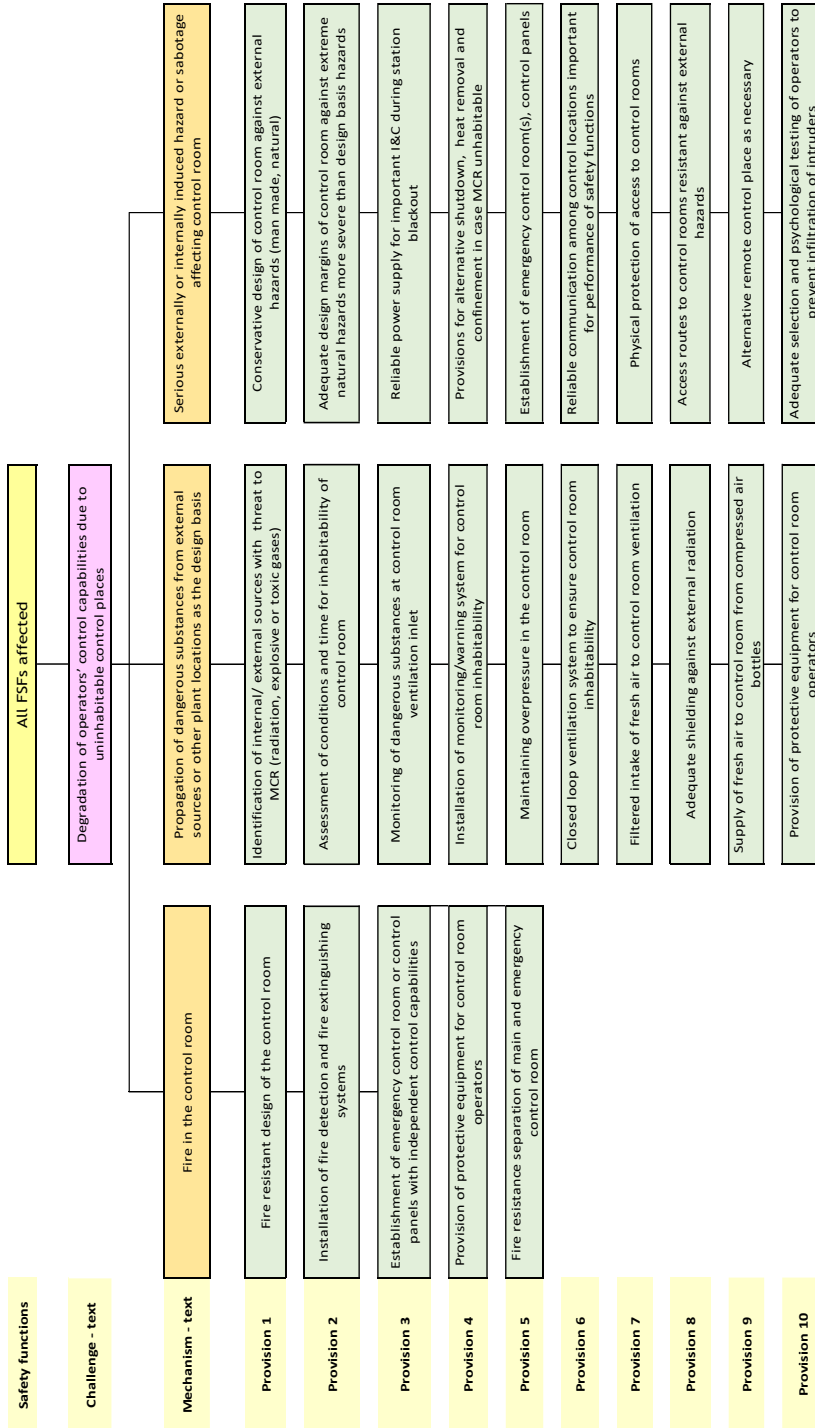 Safety functions
All FSFs affected
Challenge - text
Degradation of operators' control capabilities due to
uninhabitable control places
Mechanism - text
Fire in the control room
Propagation of dangerous substances from external
sources or other plant locations as the design basis
Serious externally or internally induced hazard or sabotage
affecting control room
Provision 1
Fire resistant design of the control room
Identification of internal/ external sources with threat to
MCR (radiation, explosive or toxic gases)
Conservative design of control room against external
hazards (man made, natural)
Provision 2
Installation of fire detection and fire extinguishing
systems
Assessment of conditions and time for inhabitability of
control room
Adequate design margins of control room against extreme
natural hazards more severe than design basis hazards
Provision 3
Establishment of emergency control room or control
panels with independent control capabilities
Monitoring of dangerous substances at control room
ventilation inlet
Reliable power supply for important I&C during station
blackout
Provision 4
Provision of protective equipment for control room
operators
Installation of monitoring/warning system for control
room inhabitability
Provisions for alternative shutdown, heat removal and
confinement in case MCR unhabitable
Provision 5
Fire resistance separation of main and emergency
control room
Maintaining overpressure in the control room
Establishment of emergency control room(s), control panels
Provision 6
Closed loop ventilation system to ensure control room
inhabitability
Reliable communication among control locations important
for performance of safety functions
Provision 7
Filtered intake of fresh air to control room ventilation
Physical protection of access to control rooms
Provision 8
Adequate shielding against external radiation
Access routes to control rooms resistant against external
hazards
Provision 9
Supply of fresh air to control room from compressed air
bottles
Alternative remote control place as necessary
Provision 10
Provision of protective equipment for control room
operators
Adequate selection and psychological testing of operators to
prevent infiltration of intruders